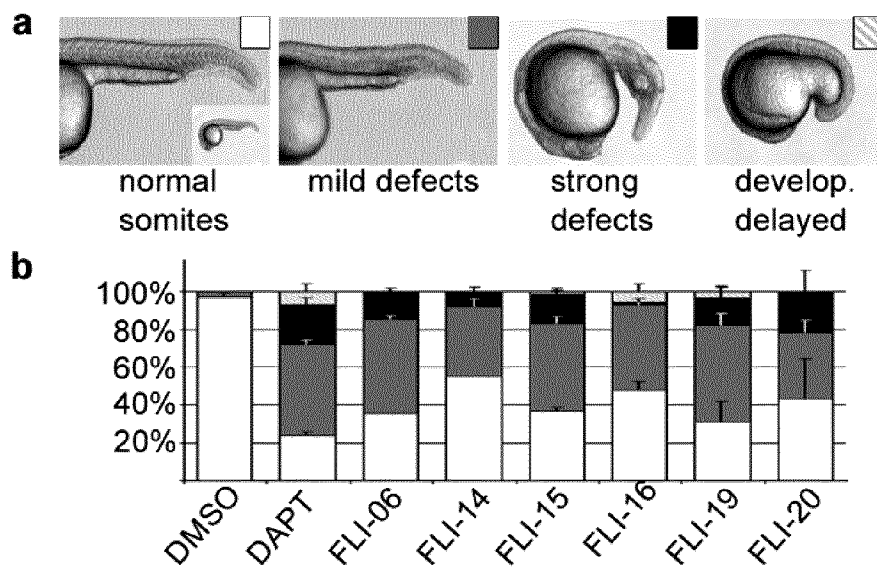 a
normal somites
mild defects
strong defects
develop. delayed
b
100%
80%
60%
40%
20%
DMSO
DAPT
FLI-06
FLI-14
FLI-15
FLI-16
FLI-19
FLI-20